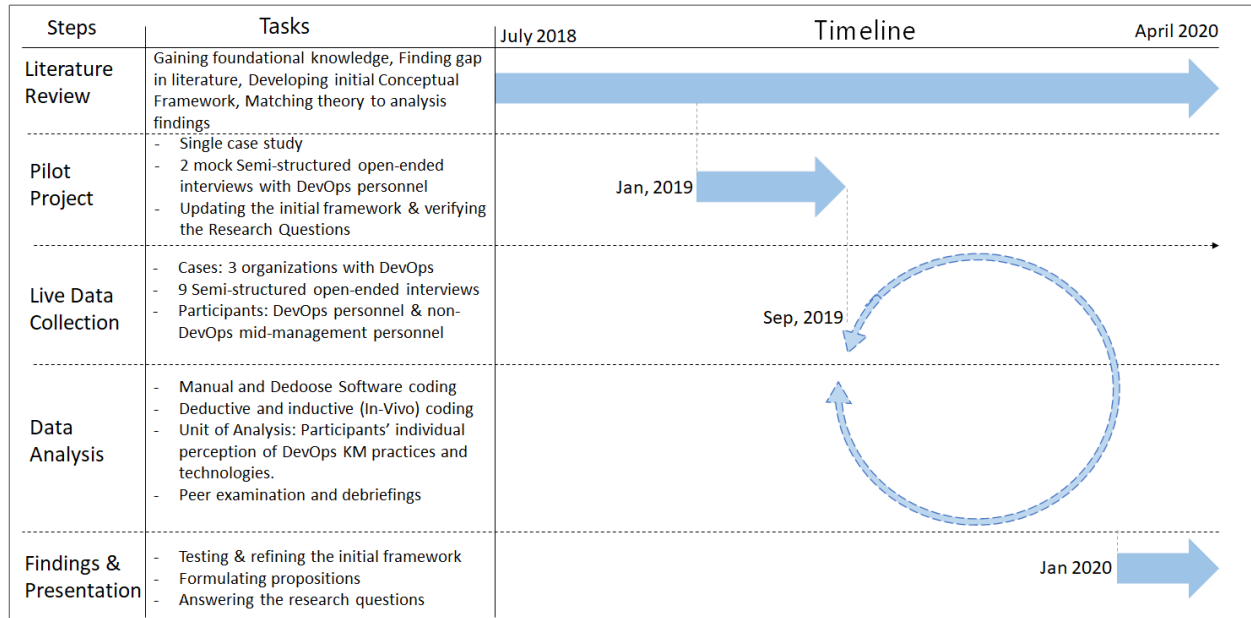 Steps
Tasks
Timeline
July 2018
April 2020
Literature
Review
Gaining foundational knowledge, Finding gap
in literature, Developing initial Conceptual
Framework, Matching theory to analysis
findings
Pilot
Project
- Single case study
- 2 mock Semi-structured open-ended
interviews with DevOps personnel
- Updating the initial framework & verifying
the Research Questions
Jan, 2019
Live Data
Collection
- Cases: 3 organizations with DevOps
- 9 Semi-structured open-ended interviews
- Participants: DevOps personnel & non-
DevOps mid-management personnel
Sep, 2019
Data
Analysis
- Manual and Dedoose Software coding
- Deductive and inductive (In-Vivo) coding
- Unit of Analysis: Participants’ individual
perception of DevOps KM practices and
technologies.
- Peer examination and debriefings
Findings &
Presentation
- Testing & refining the initial framework
- Formulating propositions
- Answering the research questions
Jan 2020